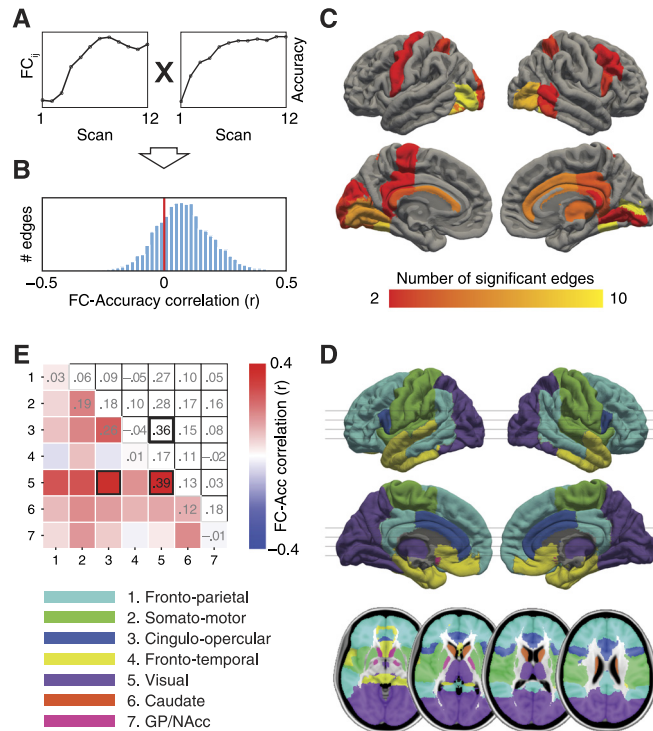 A
FC ij
X
Accuracy
1 12 1 12
Scan Scan
B
# edges
−0.5 0 0.5
FC-Accuracy correlation (r)
C
Number of significant edges
2 10
E
1 .03 .06 .09 −.05 .27 .10 .05
2 .19 .18 .10 .28 .17 .16
3 −.04 .36 .15 .08
4 .01 .17 .11 −.02
5 .39 .13 .03
6 .12 .18
7 −.01
1 2 3 4 5 6 7
0.4
FC-Acc correlation (r)
−0.4
1. Fronto-parietal
2. Somato-motor
3. Cingulo-opercular
4. Fronto-temporal
5. Visual
6. Caudate
7. GP/NAcc
D